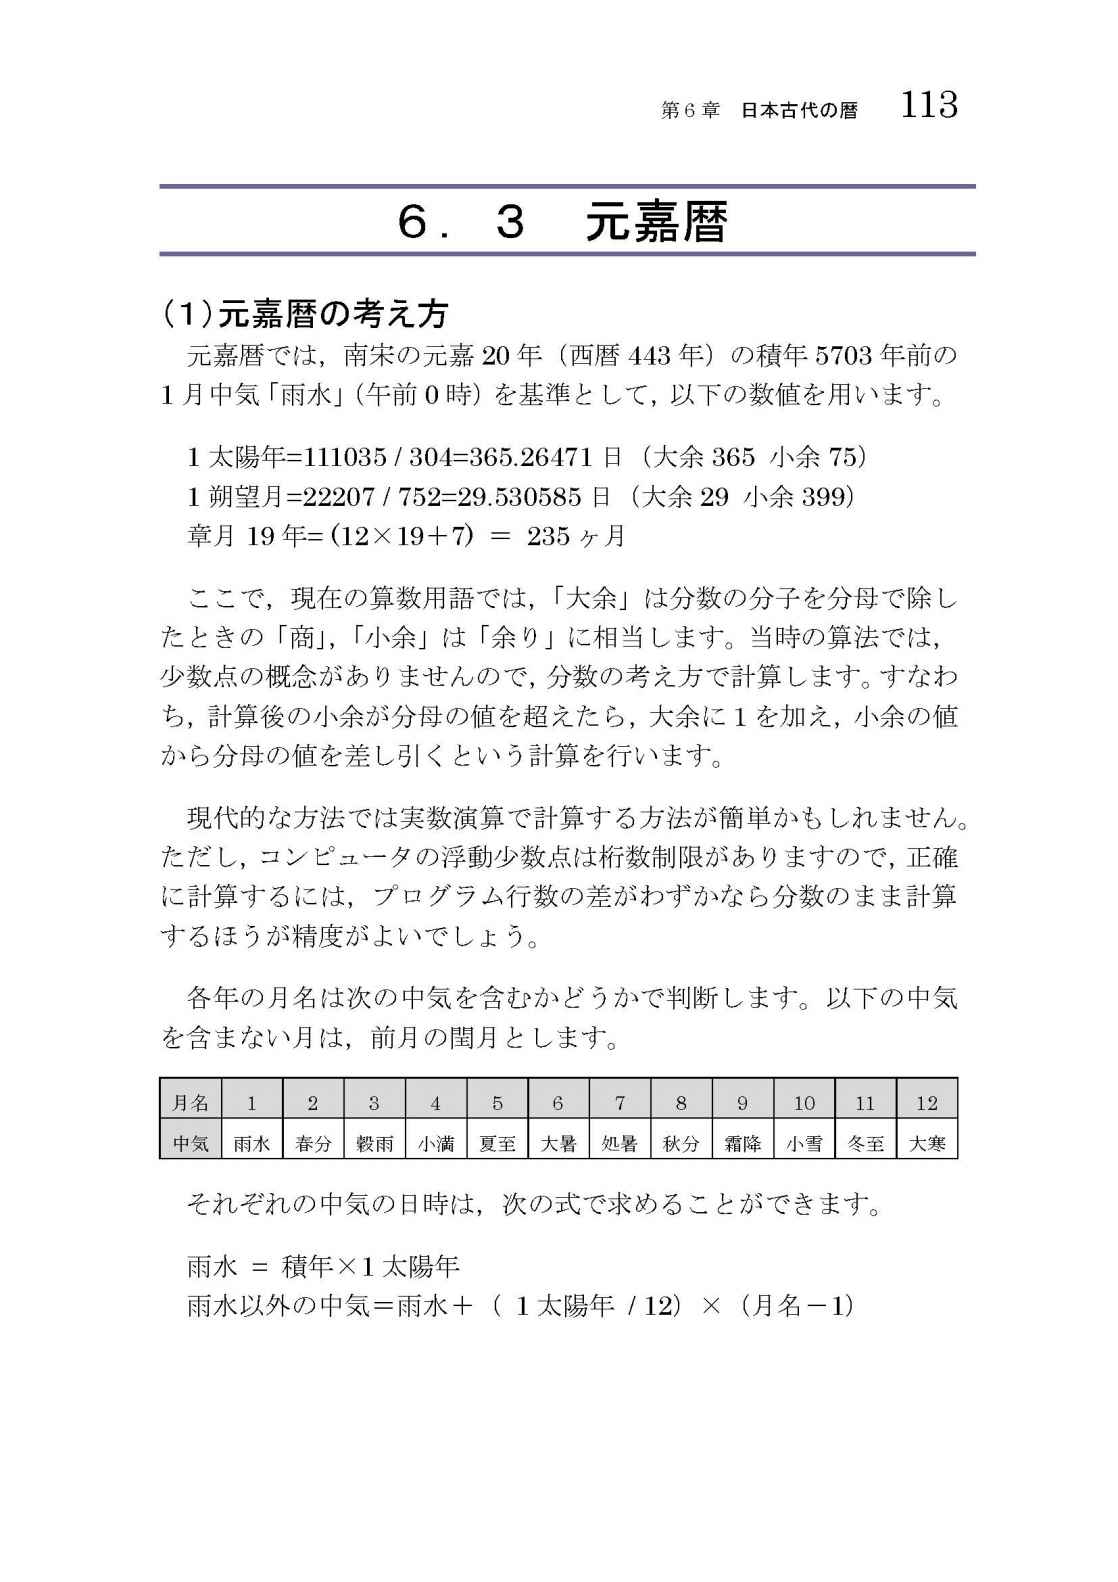 第6章 日本古代の暦 113
6．3 元嘉暦
(1)元嘉暦の考え方
元嘉暦では，南宋の元嘉 20 年（西暦 443 年）の積年 5703 年前の
1 月中気「雨水」（午前 0 時）を基準として，以下の数値を用います。
1 太陽年=111035 / 304=365.26471 日（大余 365 小余 75）
1 朔望月=22207 / 752=29.530585 日（大余 29 小余 399）
章月 19 年=（12×19＋7）＝ 235 ヶ月
ここで，現在の算数用語では，「大余」は分数の分子を分母で除し
たときの「商」，「小余」は「余り」に相当します。当時の算法では，
少数点の概念がありませんので，分数の考え方で計算します。すなわ
ち，計算後の小余が分母の値を超えたら，大余に 1 を加え，小余の値
から分母の値を差し引くという計算を行います。
現代的な方法では実数演算で計算する方法が簡単かもしれません。
ただし，コンピュータの浮動少数点は桁数制限がありますので，正確
に計算するには，プログラム行数の差がわずかなら分数のまま計算
するほうが精度がよいでしょう。
各年の月名は次の中気を含むかどうかで判断します。以下の中気
を含まない月は，前月の閏月とします。
月名 1 2 3 4 5 6 7 8 9 10 11 12
中気 雨水 春分 穀雨 小満 夏至 大暑 処暑 秋分 霜降 小雪 冬至 大寒
それぞれの中気の日時は，次の式で求めることができます。
雨水 = 積年×1 太陽年
雨水以外の中気＝雨水＋（ 1 太陽年 / 12）×（月名－1）